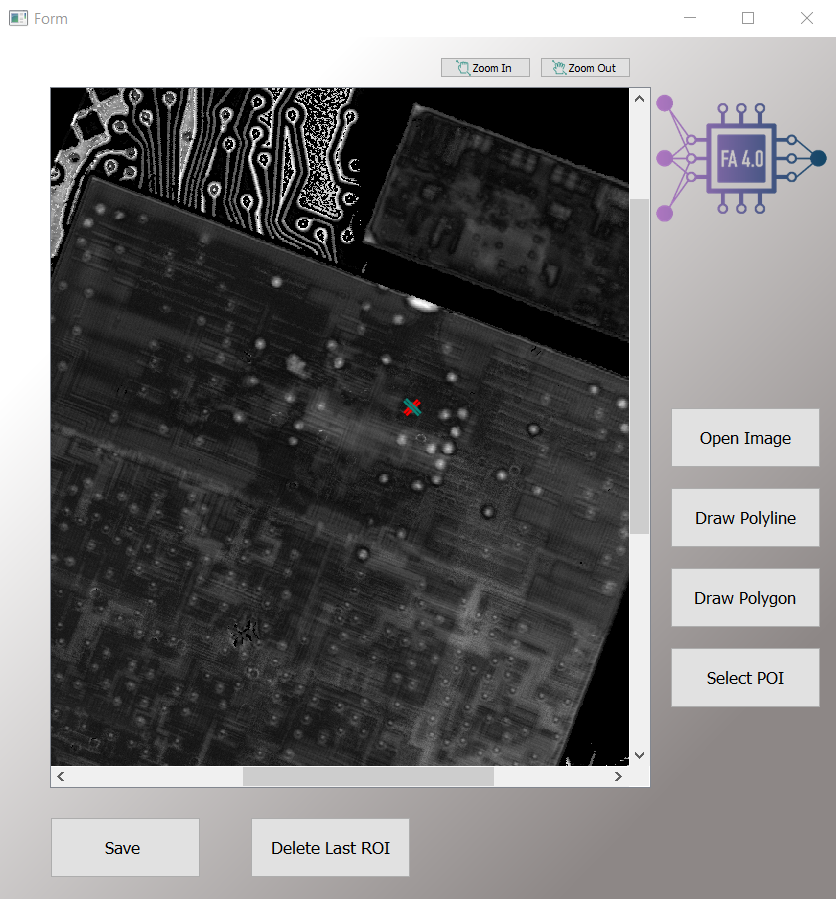 Form
Zoom In
Zoom Out
FA 4.0
Open Image
Draw Polyline
Draw Polygon
Select POI
Save
Delete Last ROI